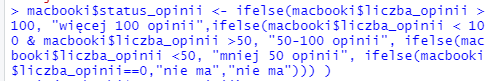 > macbooki$status_opinii <- ifelse(macbooki$liczba_opinii >
100, "więcej 100 opinii",ifelse(macbooki$liczba_opinii < 10
0 & macbooki$liczba_opinii >50, "50-100 opinii", ifelse(mac
booki$liczba_opinii <50, "mniej 50 opinii", ifelse(macbooki
$liczba_opinii==0,"nie ma","nie ma"))) )